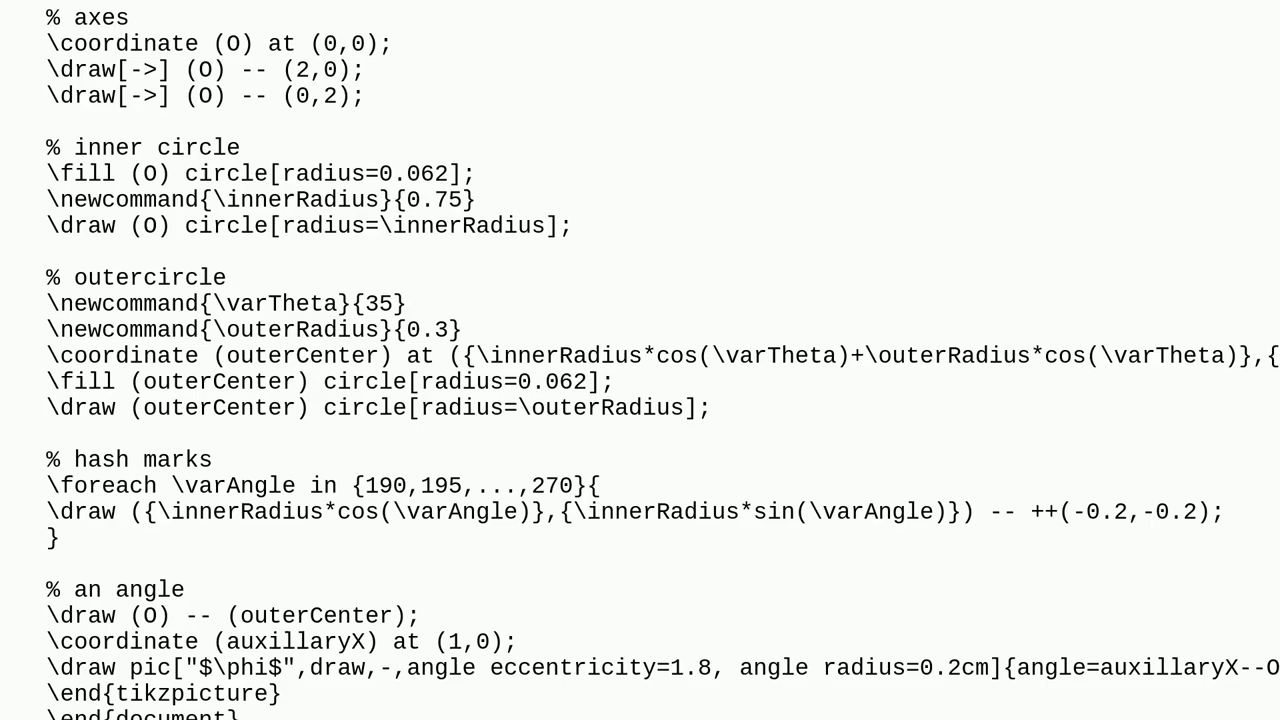 % axes
\coordinate (O) at (0,0);
\draw[->] (O) -- (2,0);
\draw[->] (O) -- (0,2);
% inner circle
\fill (O) circle[radius=0.062];
\newcommand{\innerRadius}{0.75}
\draw (O) circle[radius=\innerRadius];
% outercircle
\newcommand{\varTheta}{35}
\newcommand{\outerRadius}{0.3}
\coordinate (outerCenter) at ({\innerRadius*cos(\varTheta)+\outerRadius*cos(\varTheta)},{
\fill (outerCenter) circle[radius=0.062];
\draw (outerCenter) circle[radius=\outerRadius];
% hash marks
\foreach \varAngle in {190,195,...,270}{
\draw ({\innerRadius*cos(\varAngle)},{\innerRadius*sin(\varAngle)}) -- ++(-0.2,-0.2);
}
% an angle
\draw (O) -- (outerCenter);
\coordinate (auxillaryX) at (1,0);
\draw pic["$\phi$",draw,-,angle eccentricity=1.8, angle radius=0.2cm]{angle=auxillaryX--O
\end{tikzpicture}
\end{document}